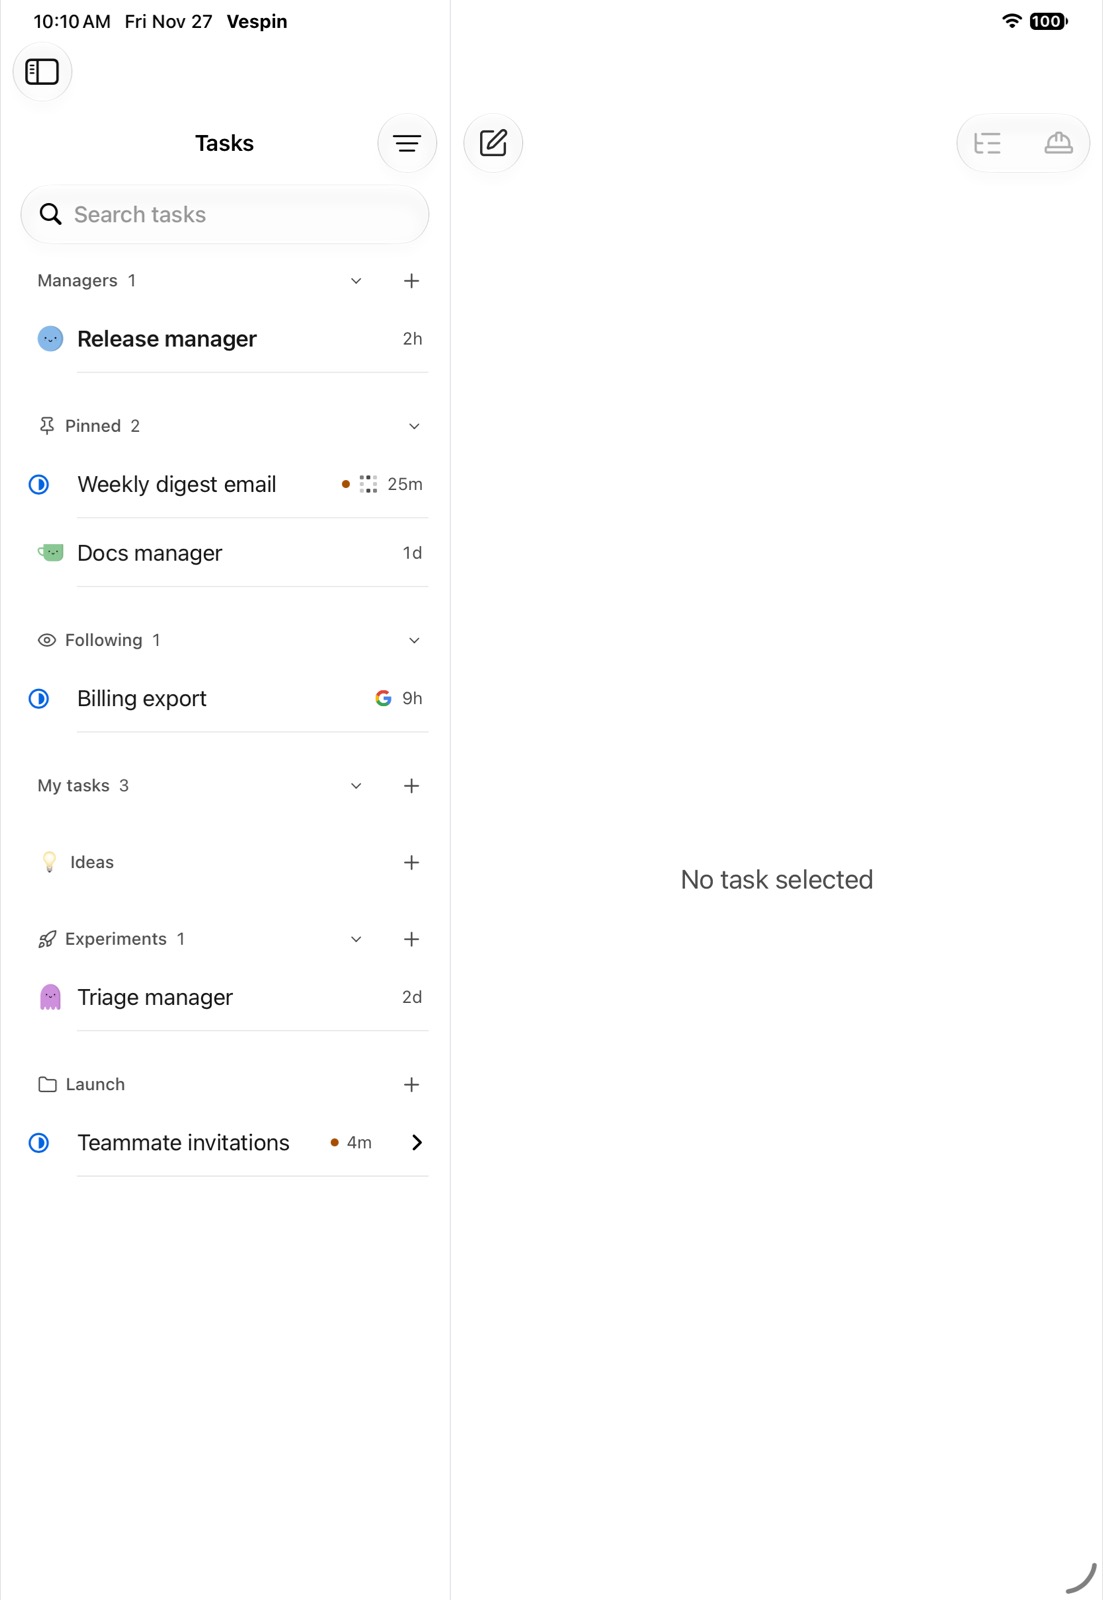 10:10 AM Fri Nov 27 Vespin
100
Tasks
Search tasks
Managers 1
Release manager 2h
Pinned 2
Weekly digest email 25m
Docs manager 1d
Following 1
Billing export 9h
My tasks 3
Ideas
Experiments 1
Triage manager 2d
Launch
Teammate invitations 4m
No task selected